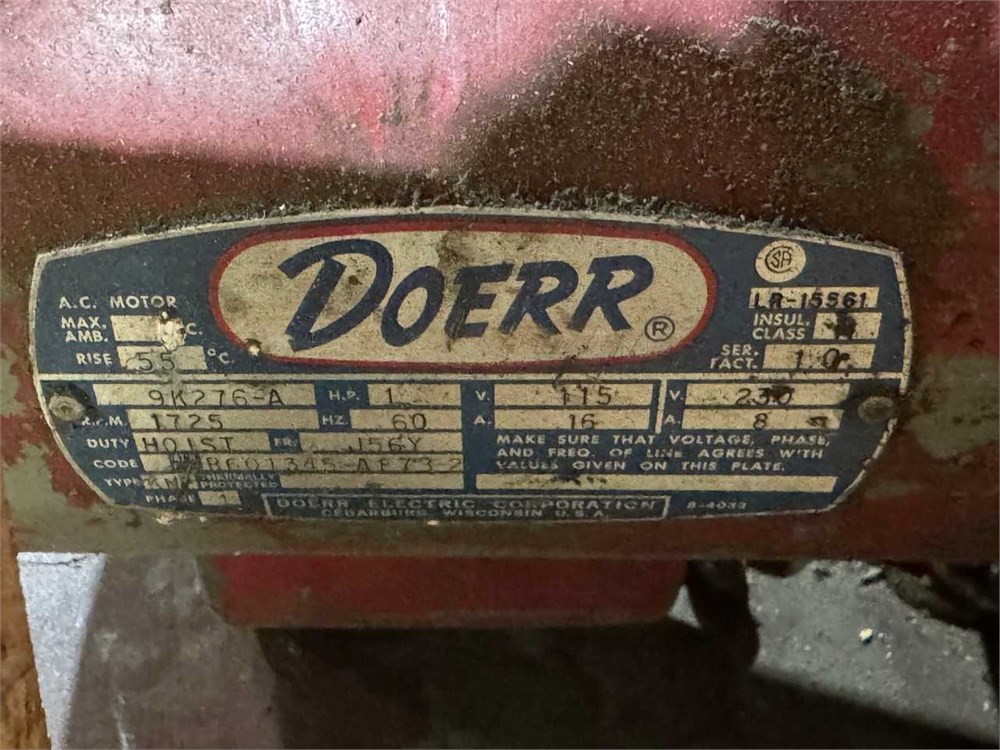 DOERR ®
CSA
A.C. MOTOR
LR-15561
MAX. AMB. °C.
INSUL. CLASS
RISE 55 °C.
SER. FACT. 1.0
9K276-A H.P. 1 V. 115 V. 230
R.P.M. 1725 HZ. 60 A. 16 A. 8
DUTY HOIST FR. J56Y
MAKE SURE THAT VOLTAGE, PHASE,
AND FREQ. OF LINE AGREES WITH
VALUES GIVEN ON THIS PLATE.
CODE
TYPE THERMALLY PROTECTED
PHASE 1
DOERR ELECTRIC CORPORATION
CEDARBURG, WISCONSIN U.S.A.